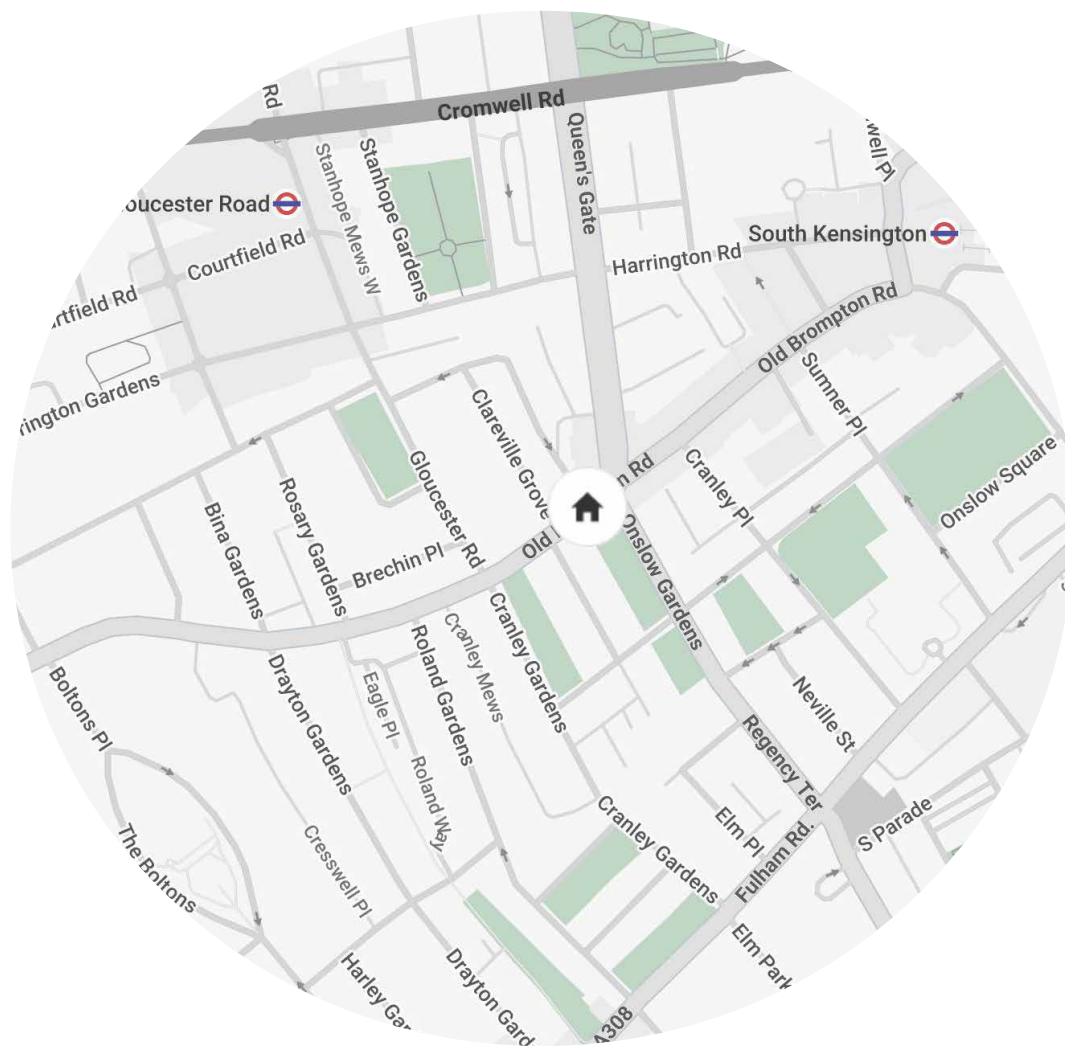 Rd
Cromwell Rd
Queen's Gate
well Pl
Stanhope Mews W
Stanhope Gardens
oucester Road
South Kensington
Courtfield Rd
Harrington Rd
rtfield Rd
Old Brompton Rd
rington Gardens
Sumner Pl
Clareville Grove
Gloucester Rd
Cranley Pl
Onslow Square
n Rd
Rosary Gardens
Bina Gardens
Old
Onslow Gardens
Brechin Pl
Cranley Gardens
Cranley Mews
Roland Gardens
Boltons Pl
Drayton Gardens
Eagle Pl
Neville St
Regency Ter
Roland Way
Cranley Gardens
Elm Pl
S Parade
The Boltons
Cresswell Pl
Fulham Rd.
Elm Park
Harley Gar
Drayton Gard
A308